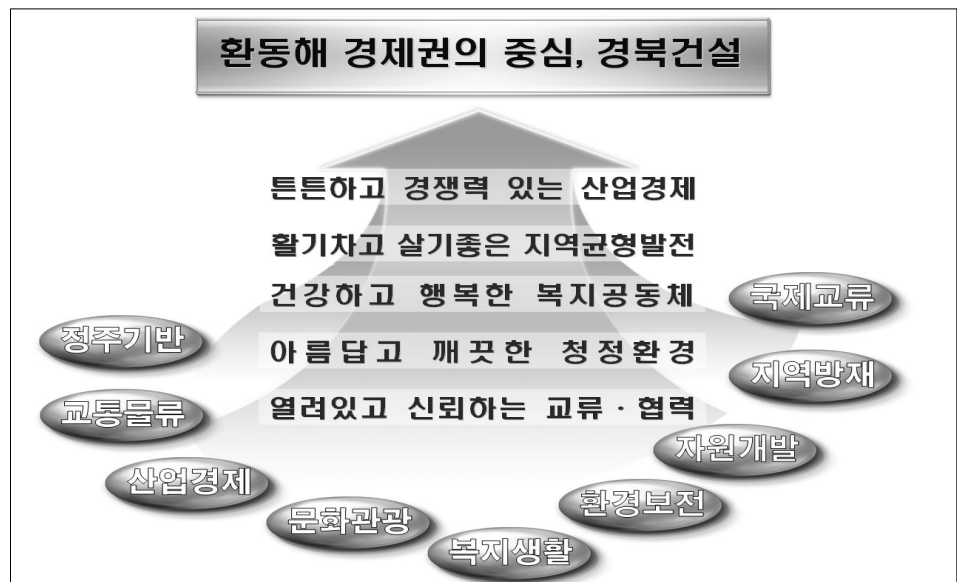 환동해 경제권의 중심, 경북건설
튼튼하고 경쟁력 있는 산업경제
활기차고 살기좋은 지역균형발전
건강하고 행복한 복지공동체
아름답고 깨끗한 청정환경
열려있고 신뢰하는 교류·협력
정주기반
교통물류
산업경제
문화관광
복지생활
환경보전
자원개발
지역방재
국제교류